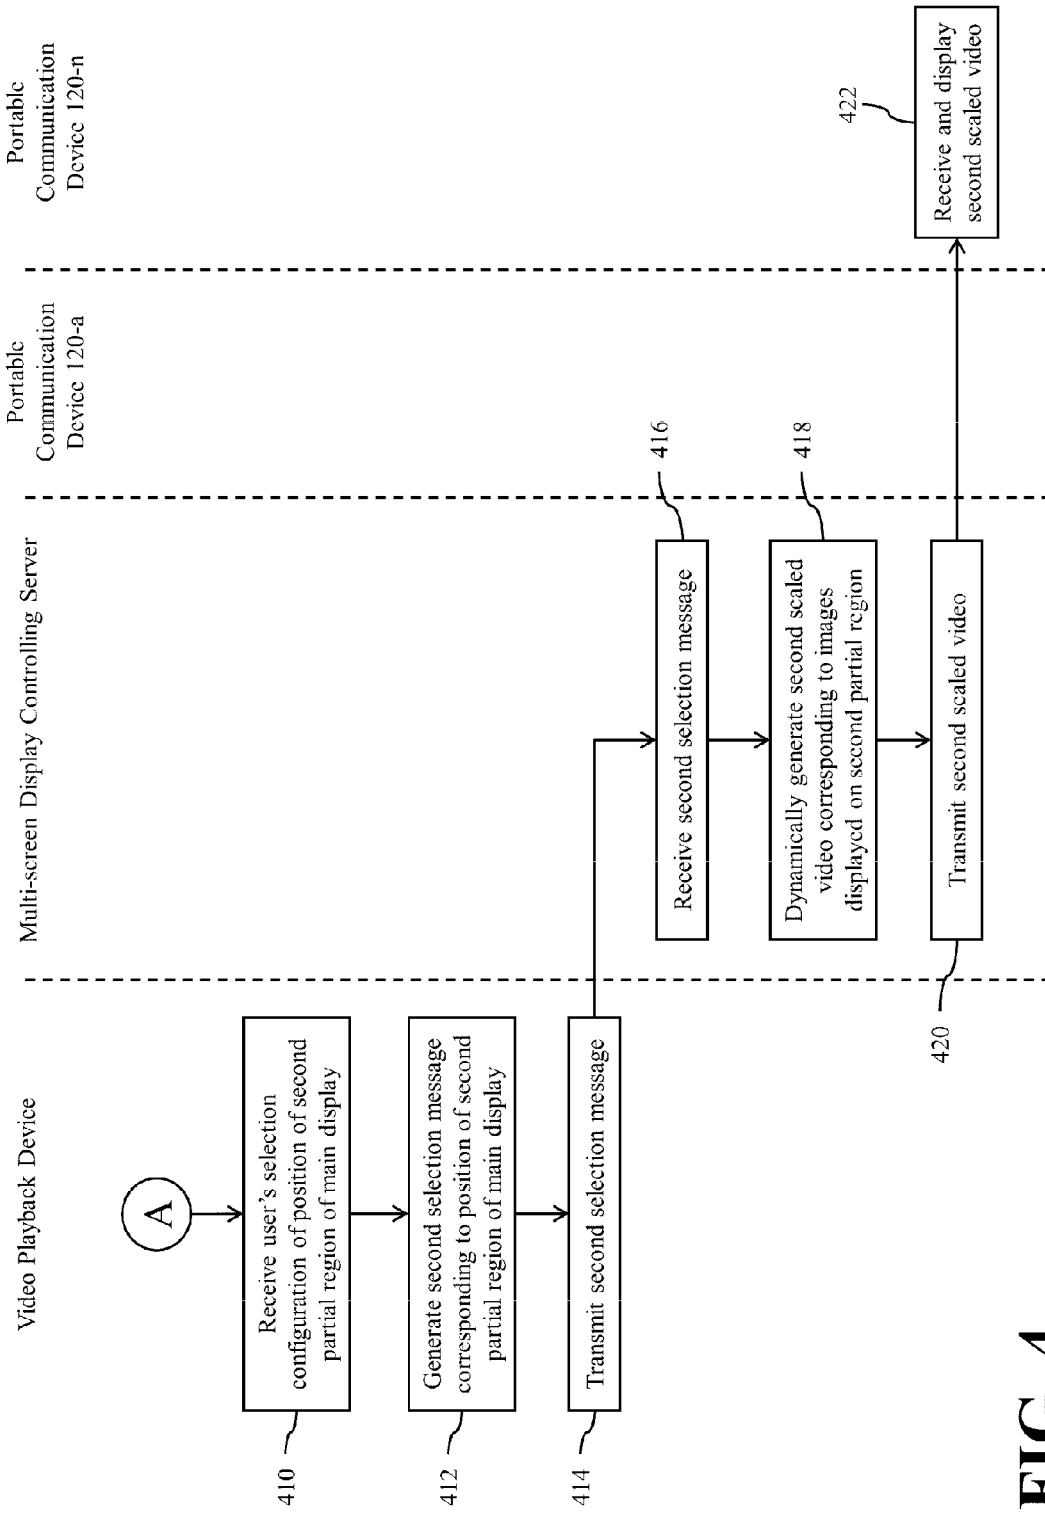 Video Playback Device
Multi-screen Display Controlling Server
Portable
Communication
Device 120-a
Portable
Communication
Device 120-n
A
410
Receive user's selection
configuration of position of second
partial region of main display
412
Generate second selection message
corresponding to position of second
partial region of main display
414
Transmit second selection message
416
Receive second selection message
418
Dynamically generate second scaled
video corresponding to images
displayed on second partial region
420
Transmit second scaled video
422
Receive and display
second scaled video
FIG. 4